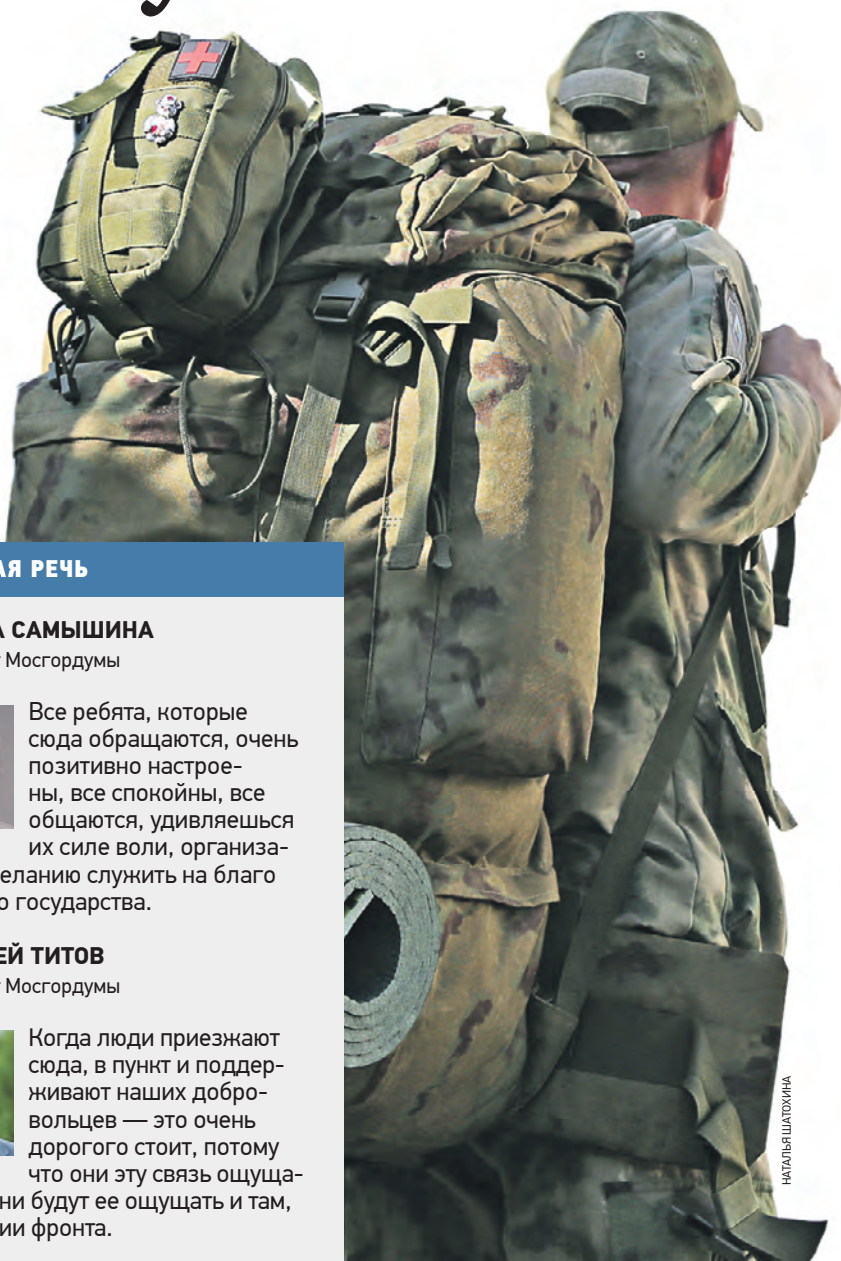 АЯ РЕЧЬ
А САМЫШИНА
т Мосгордумы
Все ребята, которые
сюда обращаются, очень
позитивно настрое-
ны, все спокойны, все
общаются, удивляешься
их силе воли, организа-
еланию служить на благо
о государства.
ЕЙ ТИТОВ
т Мосгордумы
Когда люди приезжают
сюда, в пункт и поддер-
живают наших добро-
вольцев — это очень
дорогого стоит, потому
что они эту связь ощуща-
ни будут ее ощущать и там,
ии фронта.
НАТАЛЬЯ ШАТОХИНА